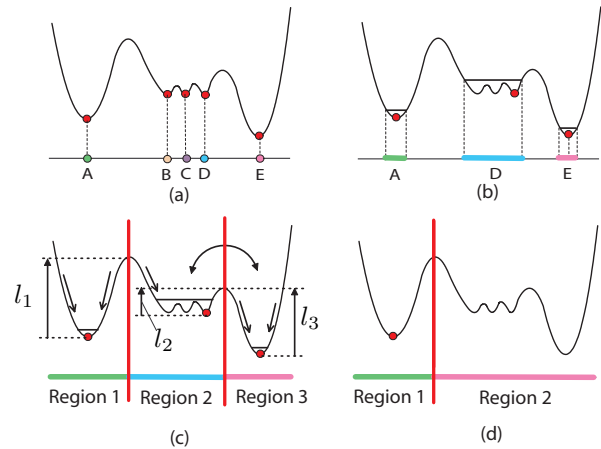 A B C D E
(a)
A D E
(b)
l₁ l₂ l₃
Region 1 Region 2 Region 3
(c)
Region 1 Region 2
(d)